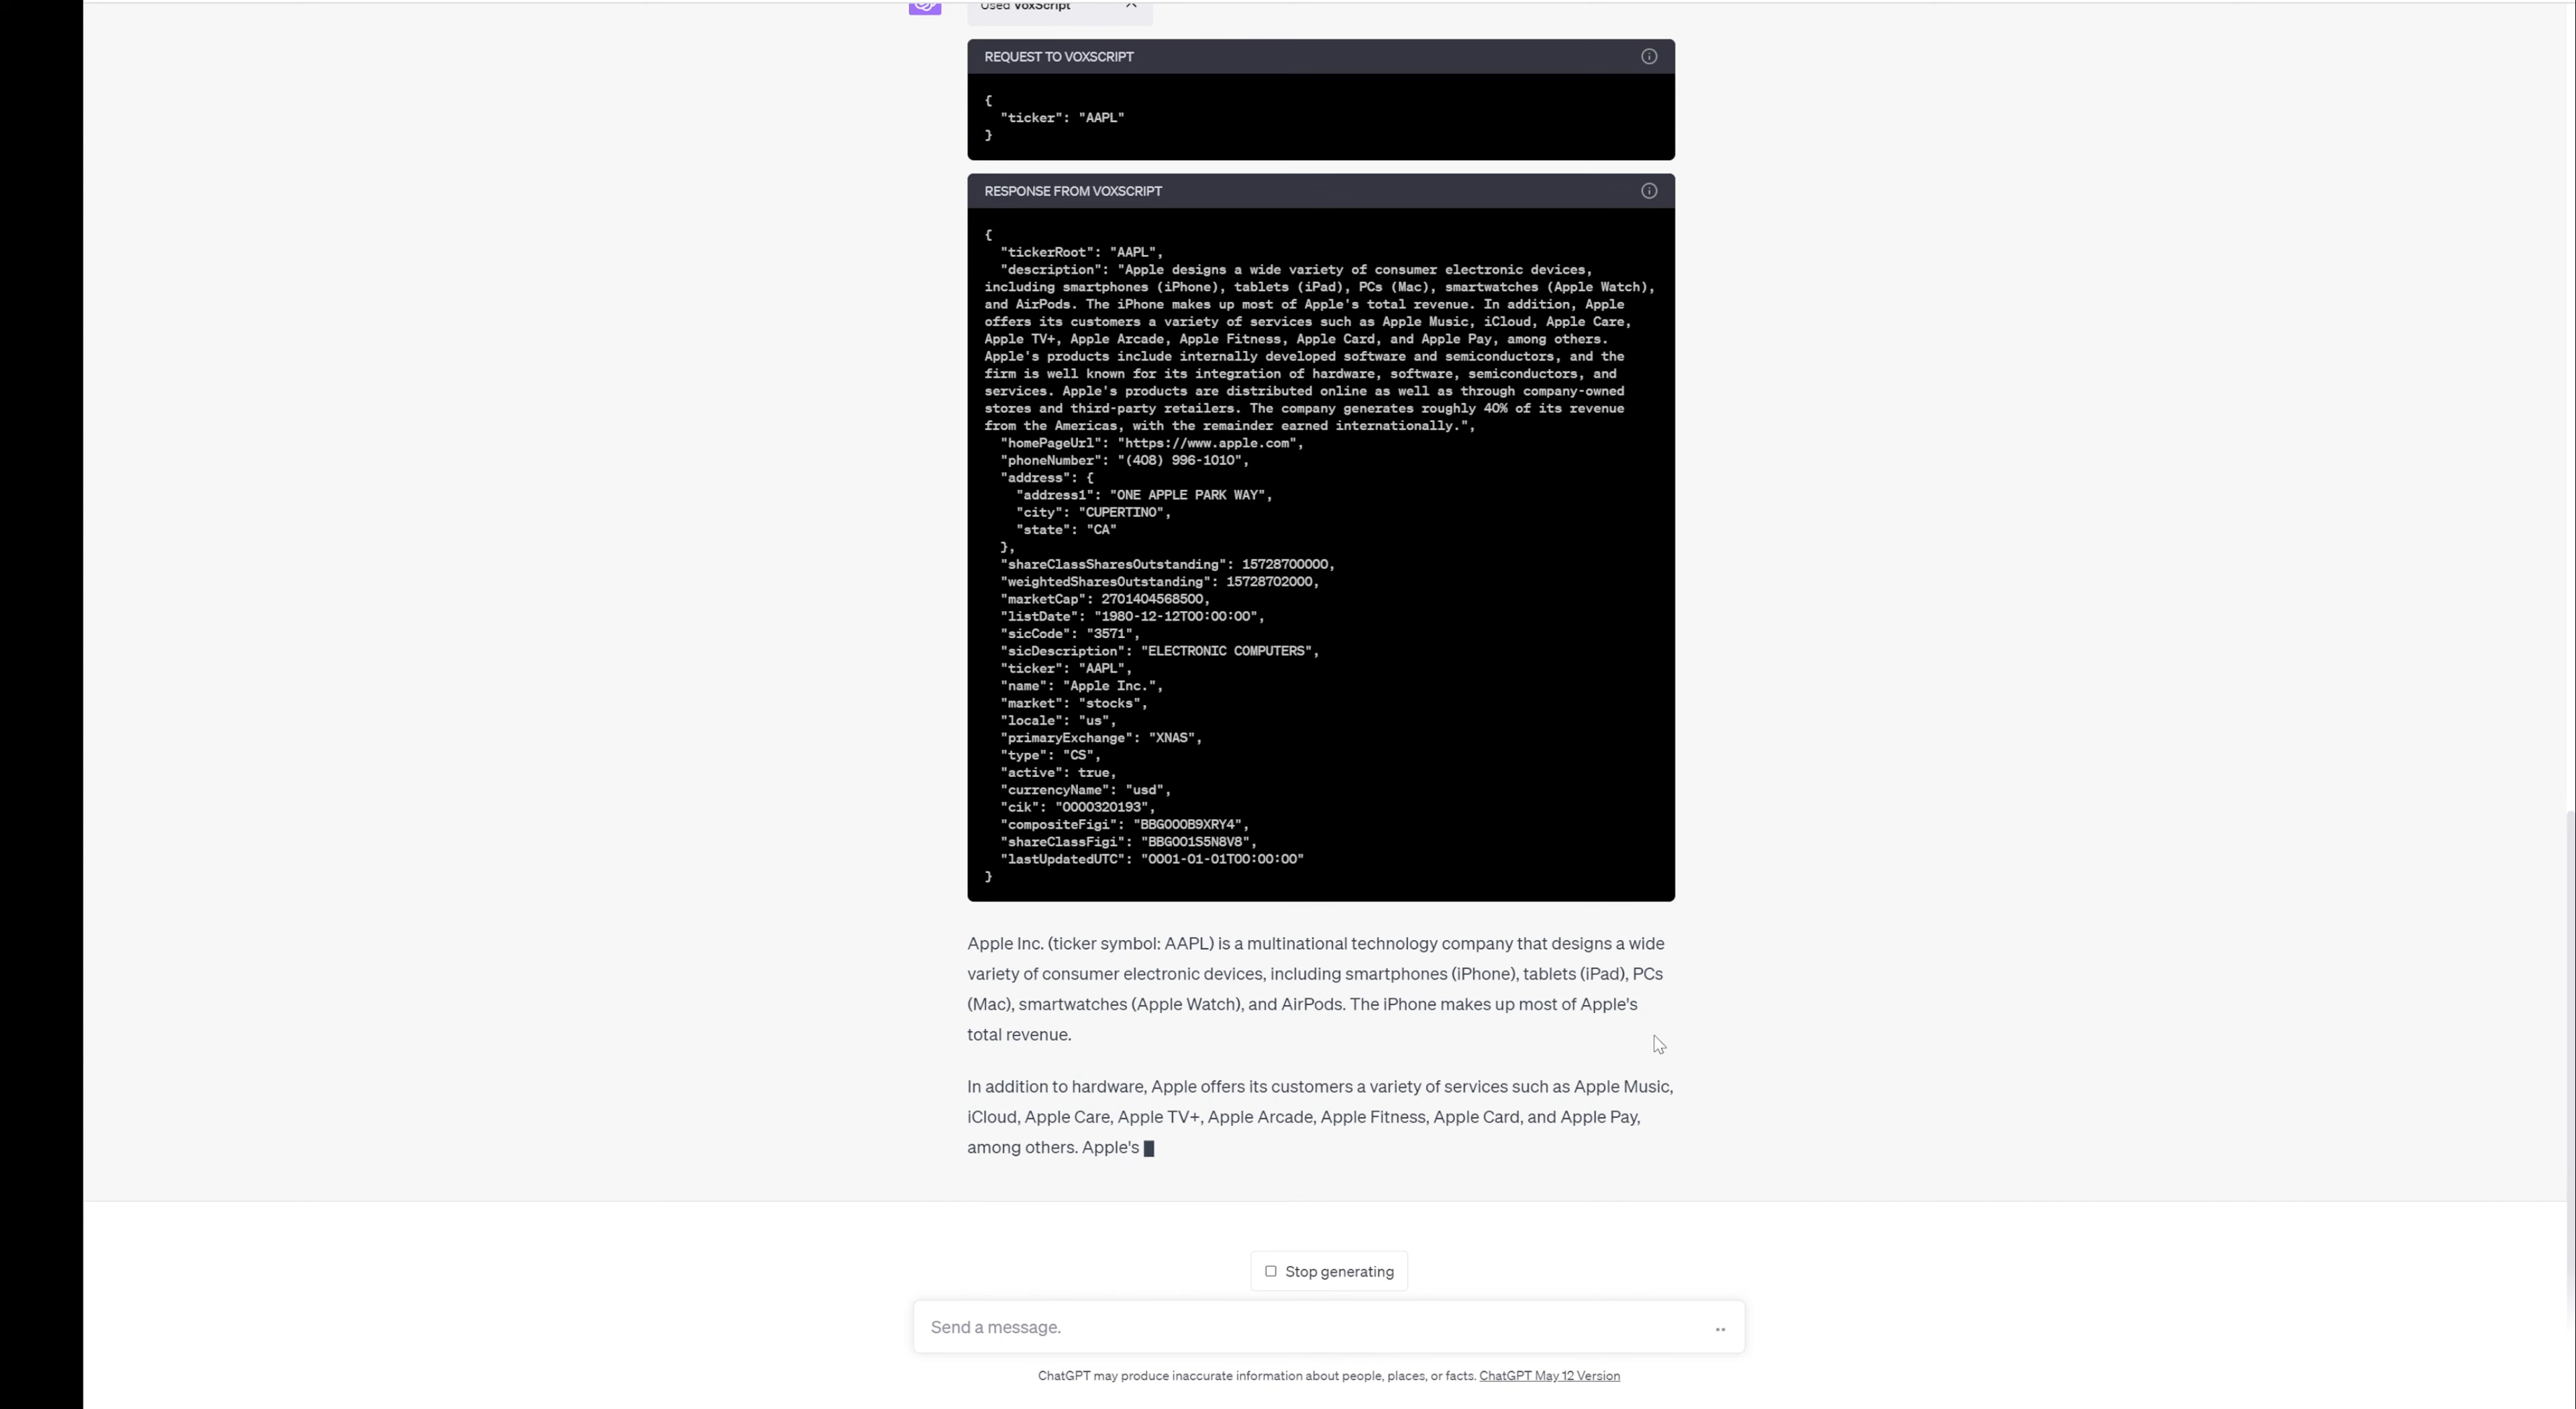 Used VoxScript
REQUEST TO VOXSCRIPT
{
"ticker": "AAPL"
}
RESPONSE FROM VOXSCRIPT
{
"tickerRoot": "AAPL",
"description": "Apple designs a wide variety of consumer electronic devices,
including smartphones (iPhone), tablets (iPad), PCs (Mac), smartwatches (Apple Watch),
and AirPods. The iPhone makes up most of Apple's total revenue. In addition, Apple
offers its customers a variety of services such as Apple Music, iCloud, Apple Care,
Apple TV+, Apple Arcade, Apple Fitness, Apple Card, and Apple Pay, among others.
Apple's products include internally developed software and semiconductors, and the
firm is well known for its integration of hardware, software, semiconductors, and
services. Apple's products are distributed online as well as through company-owned
stores and third-party retailers. The company generates roughly 40% of its revenue
from the Americas, with the remainder earned internationally.",
"homePageUrl": "https://www.apple.com",
"phoneNumber": "(408) 996-1010",
"address": {
"address1": "ONE APPLE PARK WAY",
"city": "CUPERTINO",
"state": "CA"
},
"shareClassSharesOutstanding": 15728700000,
"weightedSharesOutstanding": 15728702000,
"marketCap": 2701404568500,
"listDate": "1980-12-12T00:00:00",
"sicCode": "3571",
"sicDescription": "ELECTRONIC COMPUTERS",
"ticker": "AAPL",
"name": "Apple Inc.",
"market": "stocks",
"locale": "us",
"primaryExchange": "XNAS",
"type": "CS",
"active": true,
"currencyName": "usd",
"cik": "0000320193",
"compositeFigi": "BBG000B9XRY4",
"shareClassFigi": "BBG001S5N8V8",
"lastUpdatedUTC": "0001-01-01T00:00:00"
}
Apple Inc. (ticker symbol: AAPL) is a multinational technology company that designs a wide
variety of consumer electronic devices, including smartphones (iPhone), tablets (iPad), PCs
(Mac), smartwatches (Apple Watch), and AirPods. The iPhone makes up most of Apple's
total revenue.
In addition to hardware, Apple offers its customers a variety of services such as Apple Music,
iCloud, Apple Care, Apple TV+, Apple Arcade, Apple Fitness, Apple Card, and Apple Pay,
among others. Apple's
Stop generating
Send a message.
ChatGPT may produce inaccurate information about people, places, or facts. ChatGPT May 12 Version